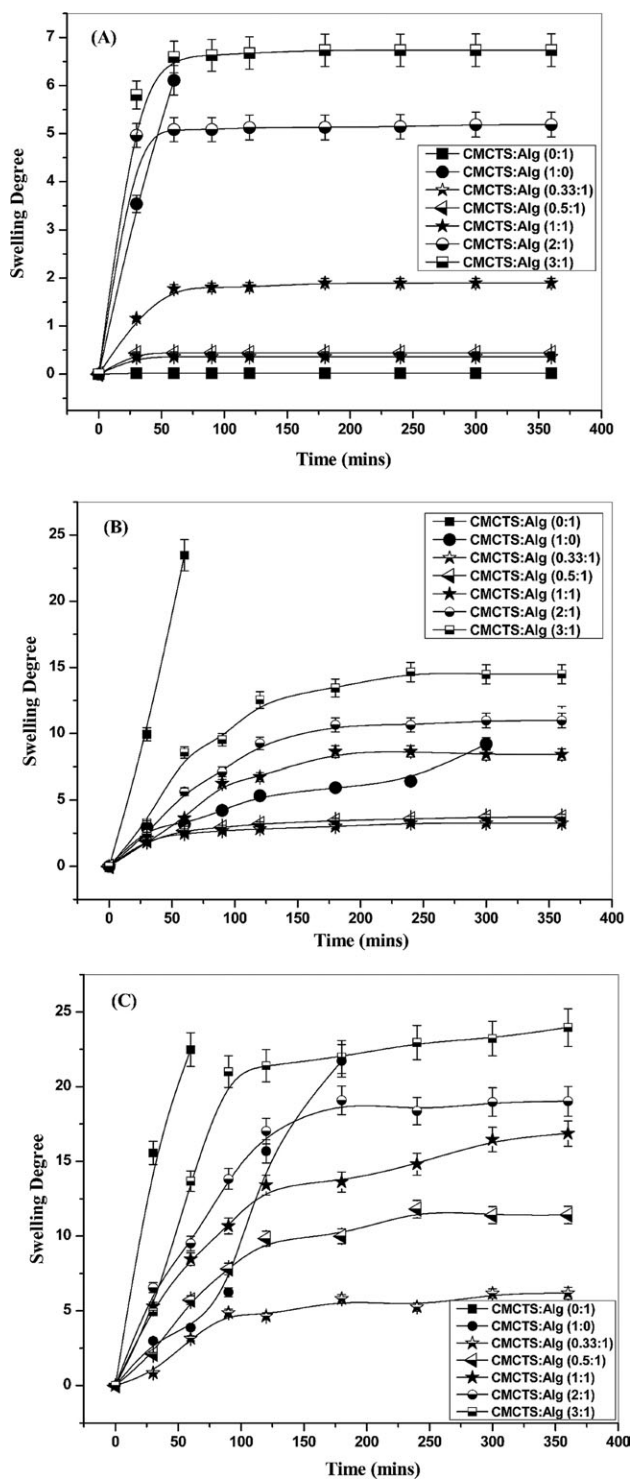 (A)
7
6
5
4
3
2
1
0
Swelling Degree
CMCTS:Alg (0:1)
CMCTS:Alg (1:0)
CMCTS:Alg (0.33:1)
CMCTS:Alg (0.5:1)
CMCTS:Alg (1:1)
CMCTS:Alg (2:1)
CMCTS:Alg (3:1)
0 50 100 150 200 250 300 350 400
Time (mins)
(B)
25
20
15
10
5
0
Swelling Degree
CMCTS:Alg (0:1)
CMCTS:Alg (1:0)
CMCTS:Alg (0.33:1)
CMCTS:Alg (0.5:1)
CMCTS:Alg (1:1)
CMCTS:Alg (2:1)
CMCTS:Alg (3:1)
0 50 100 150 200 250 300 350 400
Time (mins)
(C)
25
20
15
10
5
0
Swelling Degree
CMCTS:Alg (0:1)
CMCTS:Alg (1:0)
CMCTS:Alg (0.33:1)
CMCTS:Alg (0.5:1)
CMCTS:Alg (1:1)
CMCTS:Alg (2:1)
CMCTS:Alg (3:1)
0 50 100 150 200 250 300 350 400
Time (mins)